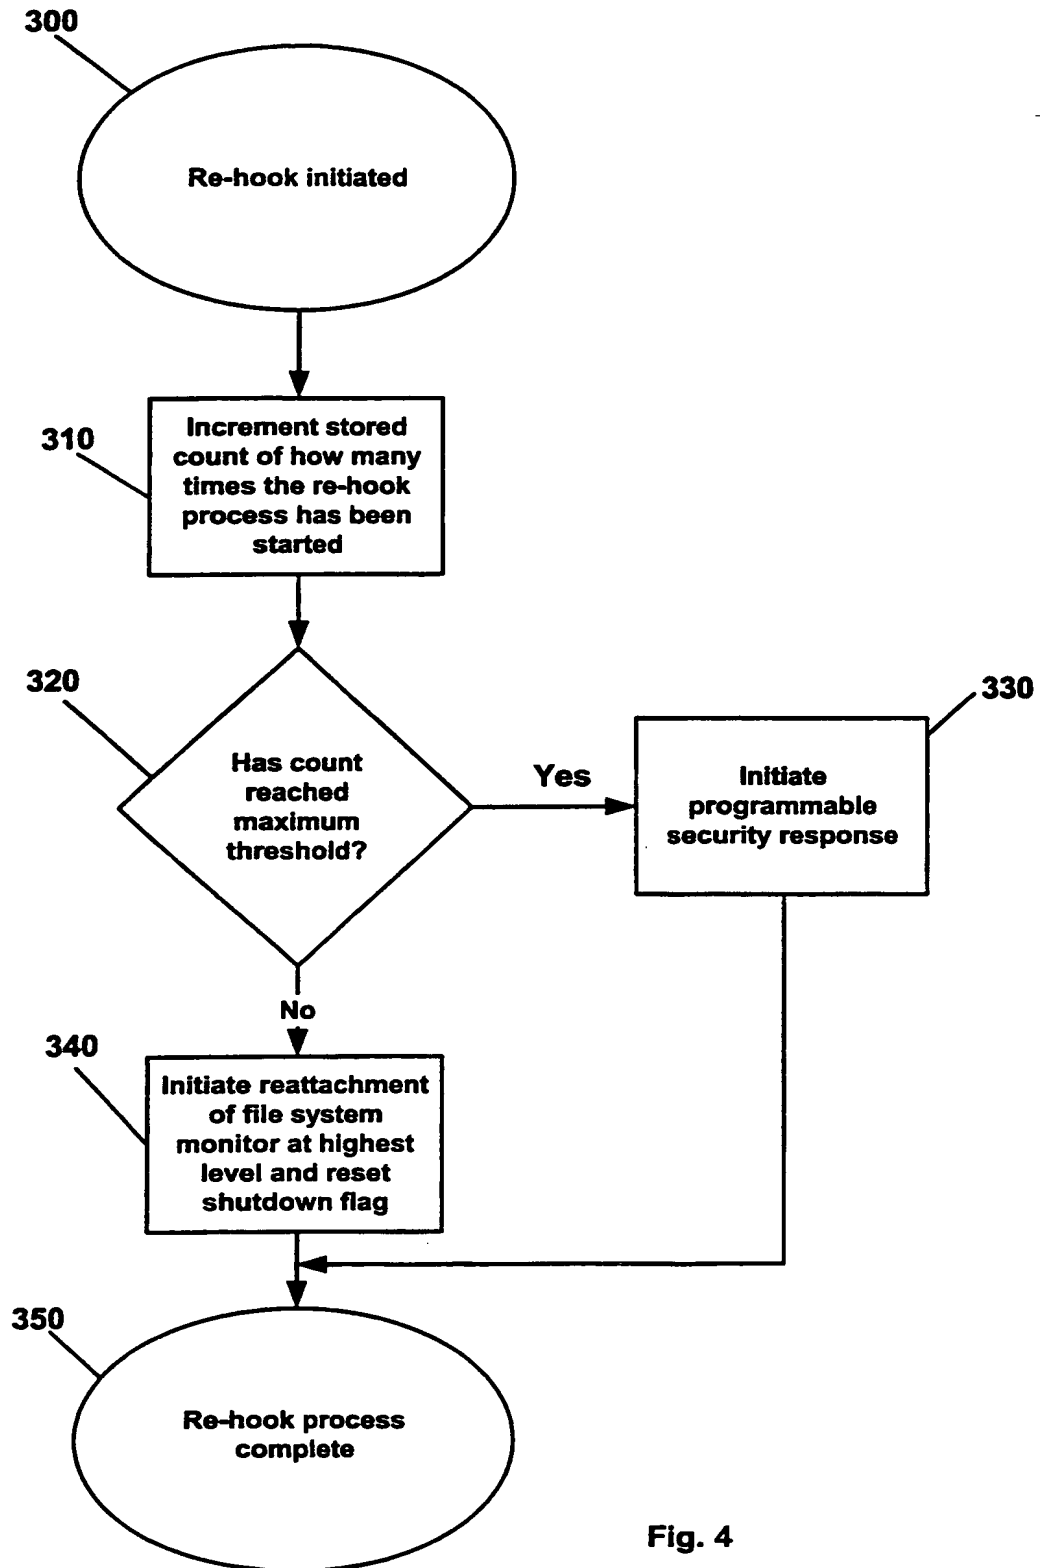 300
Re-hook initiated
310
Increment stored
count of how many
times the re-hook
process has been
started
320
Has count
reached
maximum
threshold?
Yes
330
Initiate
programmable
security response
No
340
Initiate reattachment
of file system
monitor at highest
level and reset
shutdown flag
350
Re-hook process
complete
Fig. 4